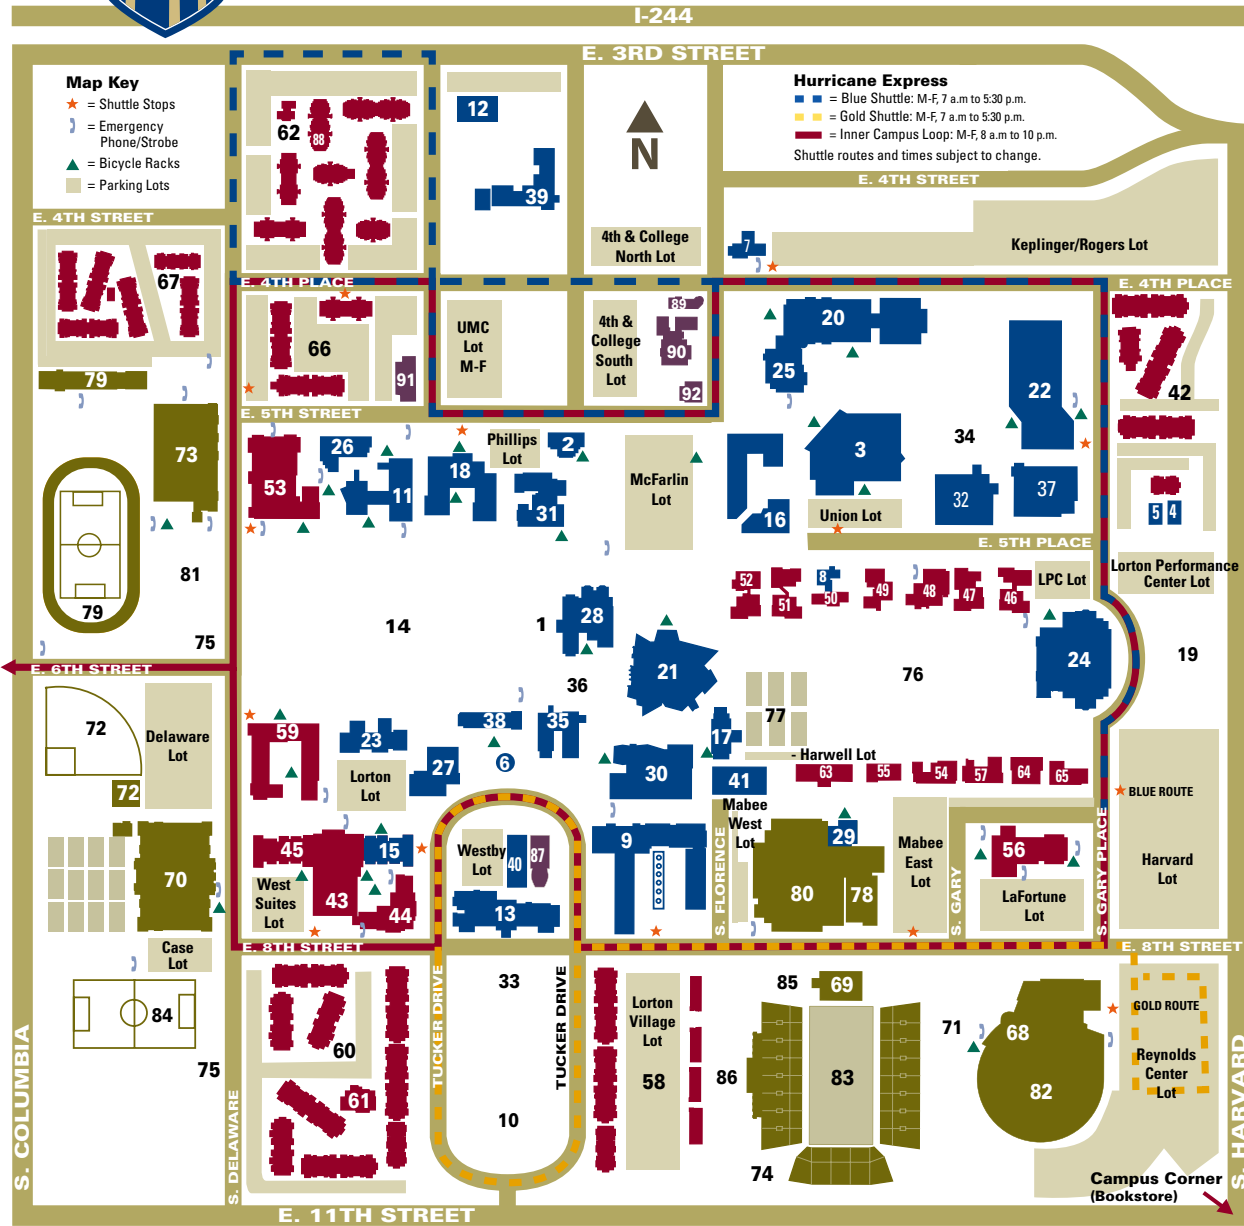 I-244
E. 3RD STREET
Map Key
= Shuttle Stops
= Emergency
Phone/Strobe
= Bicycle Racks
= Parking Lots
Hurricane Express
= Blue Shuttle: M-F, 7 a.m to 5:30 p.m.
= Gold Shuttle: M-F, 7 a.m to 5:30 p.m.
= Inner Campus Loop: M-F, 8 a.m to 10 p.m.
Shuttle routes and times subject to change.
N
12
62
88
39
E. 4TH STREET
E. 4TH STREET
4th & College
North Lot
7
Keplinger/Rogers Lot
67
E. 4TH PLACE
E. 4TH PLACE
66
91
UMC
Lot
M-F
4th &
College
South
Lot
89
90
92
20
25
22
42
79
E. 5TH STREET
73
53
26
11
18
Phillips
Lot
2
31
McFarlin
Lot
16
3
34
32
37
Union Lot
5
4
E. 5TH PLACE
79
81
75
14
1
28
52
51
8
50
49
48
47
46
LPC Lot
Lorton Performance
Center Lot
E. 6TH STREET
36
21
76
24
19
72
72
Delaware
Lot
59
23
38
35
6
27
Lorton
Lot
17
77
- Harwell Lot
30
41
63
55
54
57
64
65
BLUE ROUTE
Mabee
West
Lot
45
15
43
44
West
Suites
Lot
Westby
Lot
40
87
13
9
S. FLORENCE
80
29
78
Mabee
East
Lot
S. GARY
56
LaFortune
Lot
S. GARY PLACE
Harvard
Lot
70
Case
Lot
E. 8TH STREET
E. 8TH STREET
84
75
60
61
TUCKER DRIVE
33
10
TUCKER DRIVE
Lorton
Village
Lot
58
85
69
86
83
74
71
68
82
GOLD ROUTE
Reynolds
Center
Lot
S. COLUMBIA
S. DELAWARE
S. HARVARD
Campus Corner
(Bookstore)
E. 11TH STREET